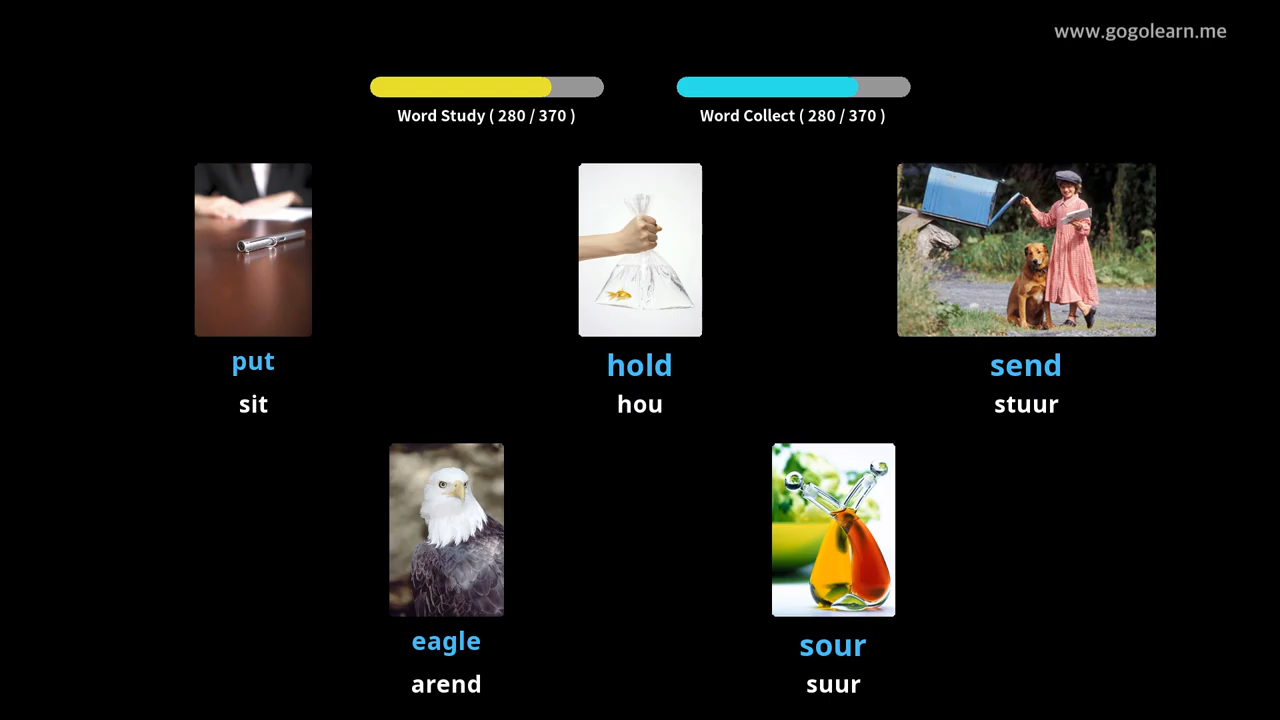 www.gogolearn.me
Word Study ( 280 / 370 )
Word Collect ( 280 / 370 )
put
sit
hold
hou
send
stuur
eagle
arend
sour
suur